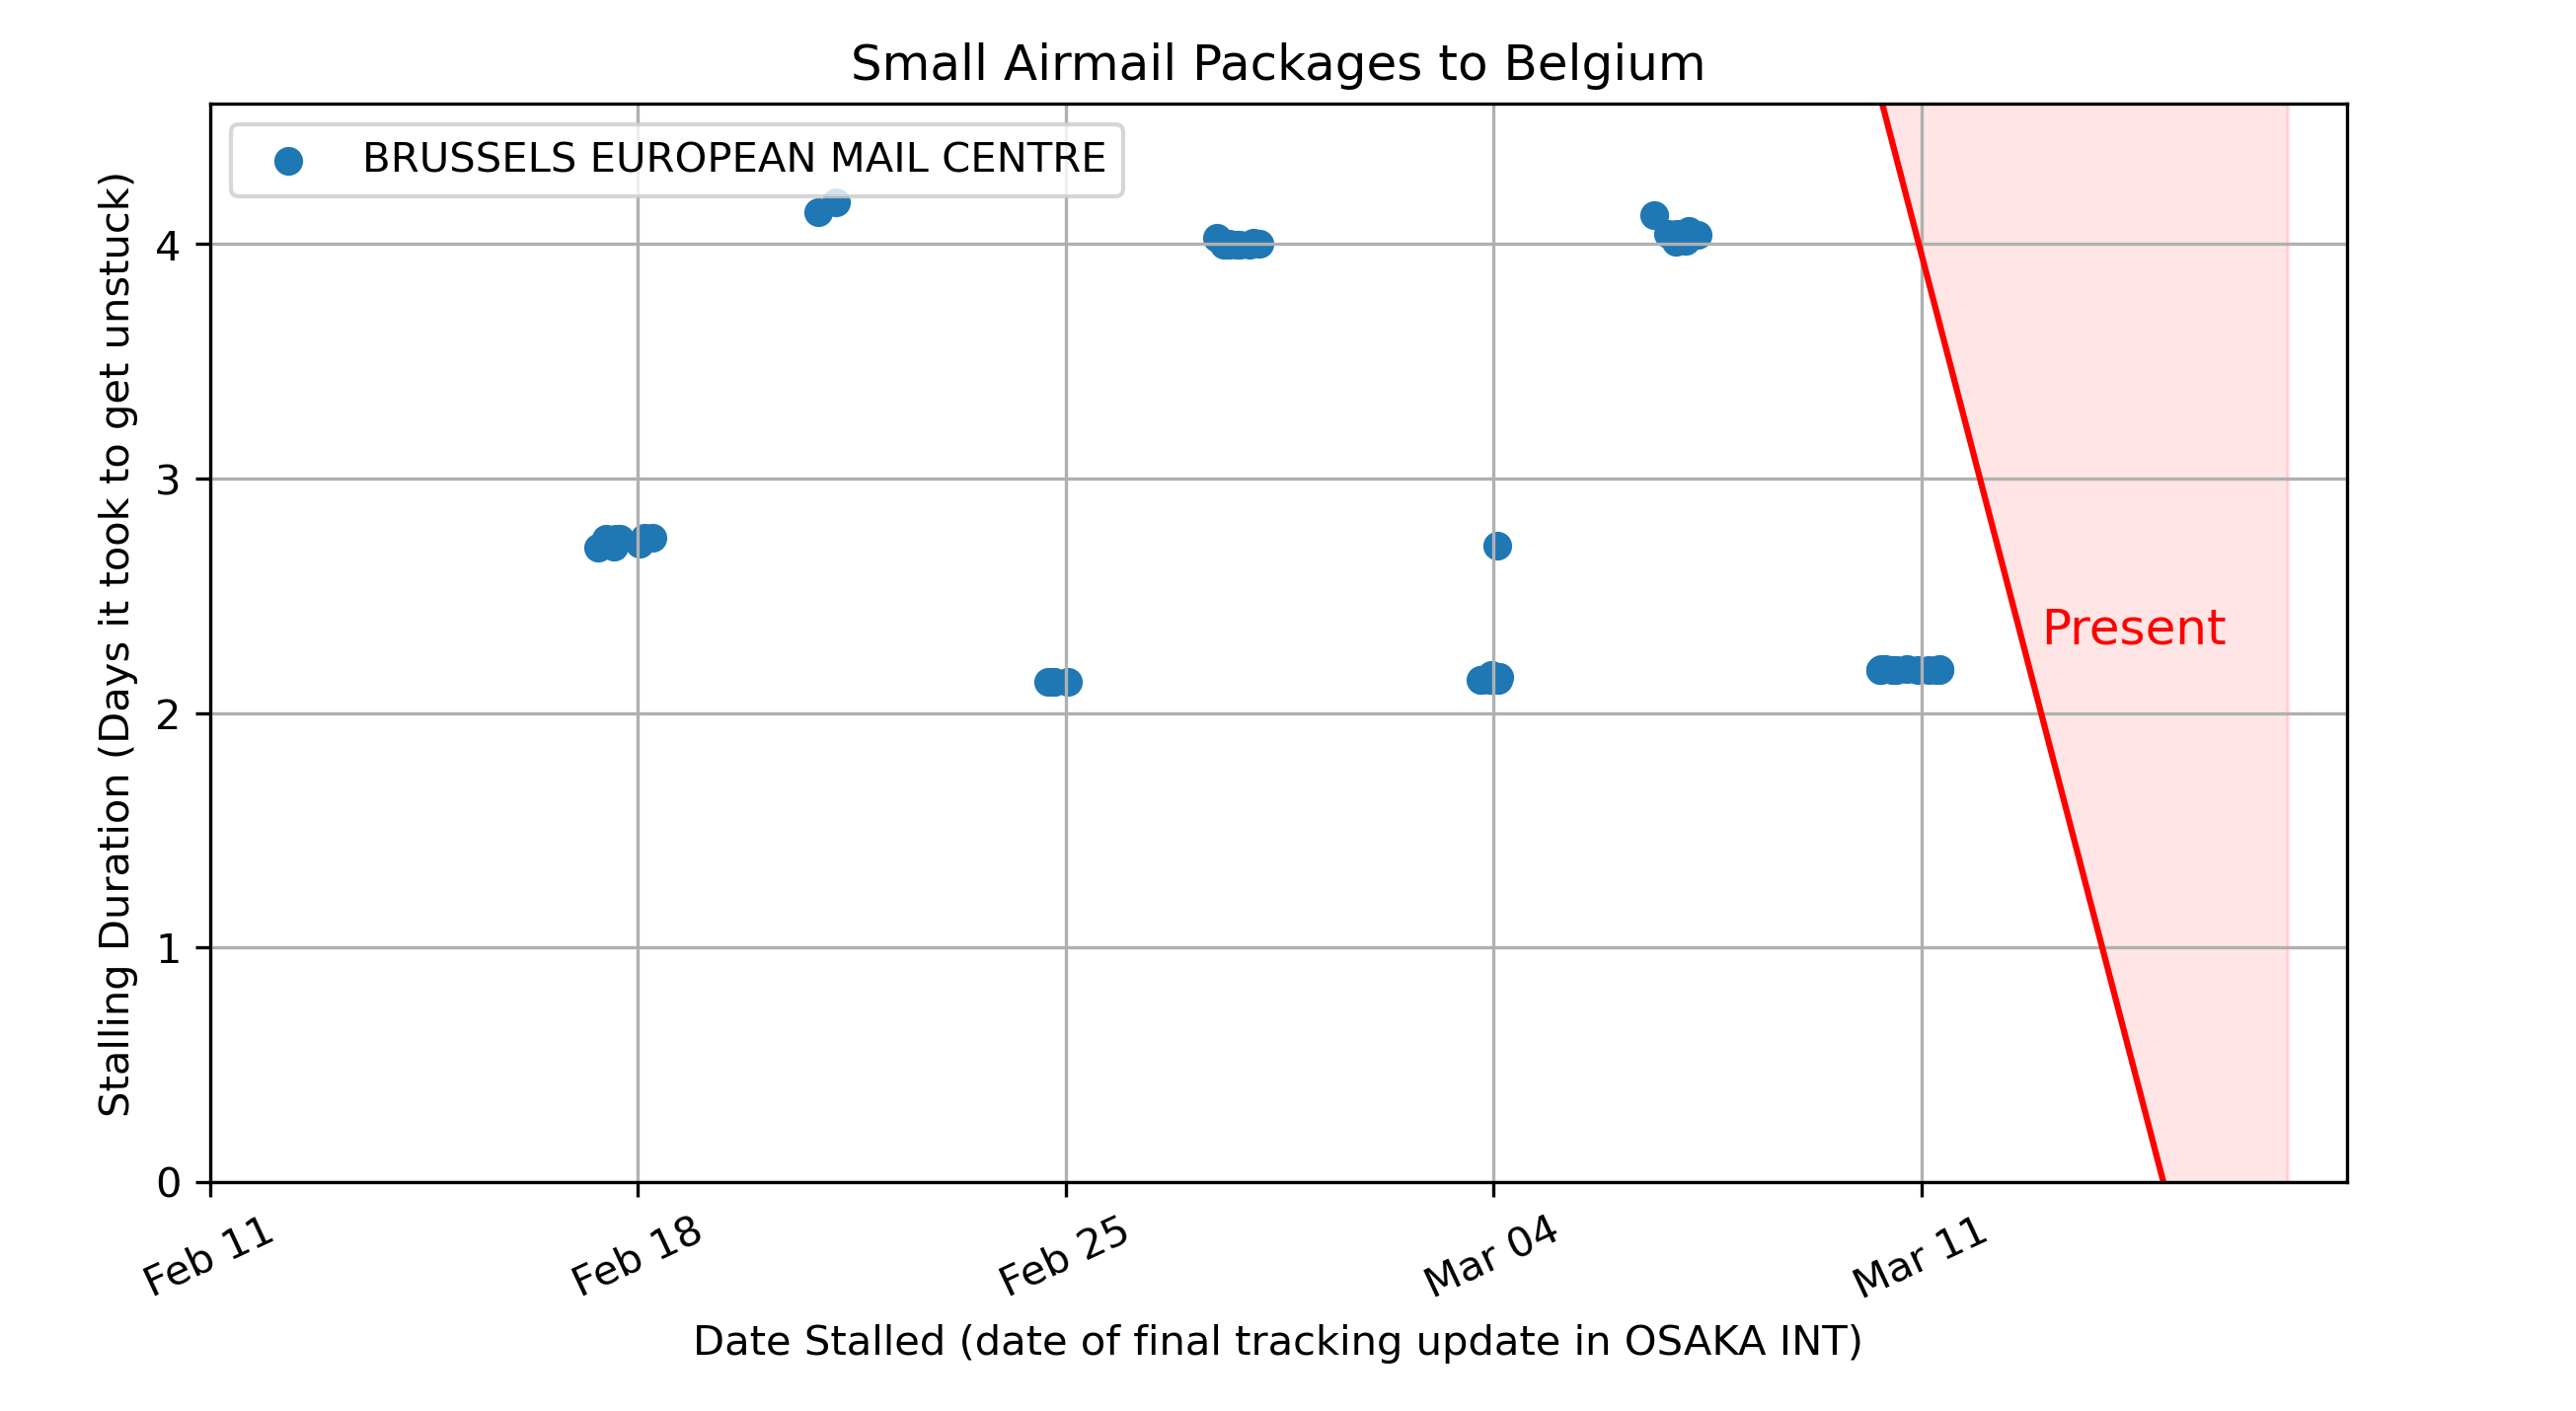 Small Airmail Packages to Belgium
BRUSSELS EUROPEAN MAIL CENTRE
Stalling Duration (Days it took to get unstuck)
4
3
2
1
0
Present
Feb 11
Feb 18
Feb 25
Mar 04
Mar 11
Date Stalled (date of final tracking update in OSAKA INT)